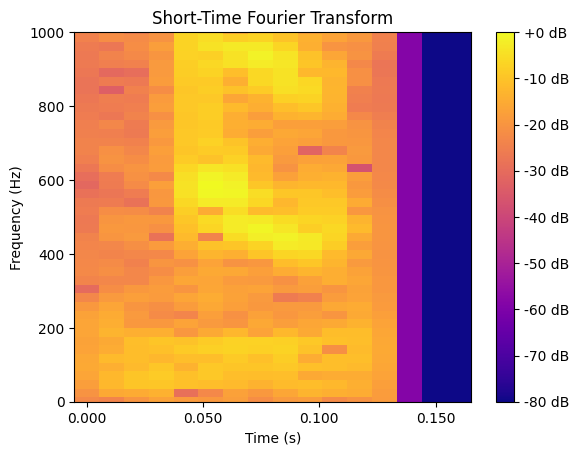 Short-Time Fourier Transform
1000
800
600
400
200
0
Frequency (Hz)
0.000
0.050
0.100
0.150
Time (s)
+0 dB
-10 dB
-20 dB
-30 dB
-40 dB
-50 dB
-60 dB
-70 dB
-80 dB